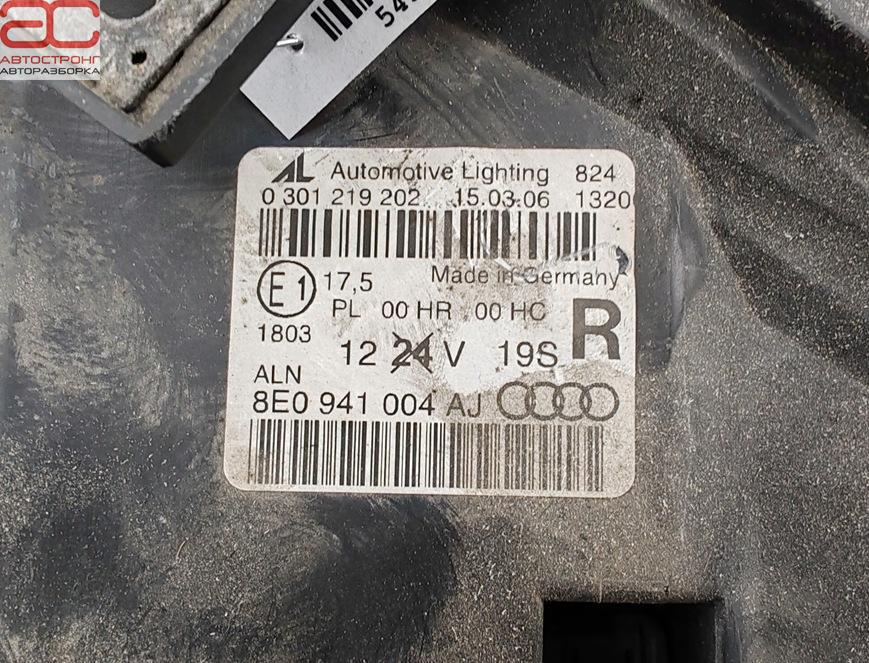 ac
АВТОСТРОНГ
АВТОРАЗБОРКА
AL Automotive Lighting 824
0 301 219 202 15.03.06 1320
E1 17,5 Made in Germany
PL 00 HR 00 HC R
1803
12 24 V 19S
ALN
8E0 941 004 AJ